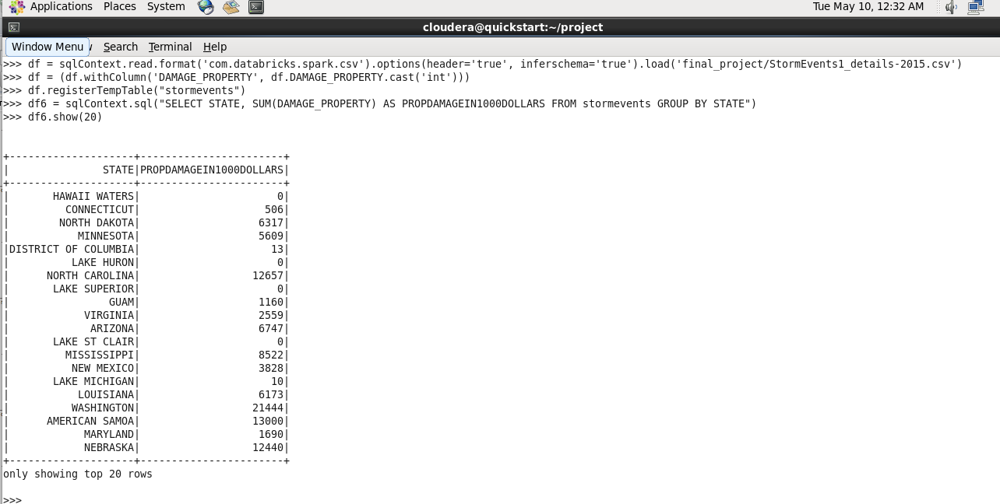 Applications Places System Tue May 10, 12:32 AM
cloudera@quickstart:~/project
Window Menu Search Terminal Help
>>> df = sqlContext.read.format('com.databricks.spark.csv').options(header='true', inferschema='true').load('final_project/StormEvents1_details-2015.csv')
>>> df = (df.withColumn('DAMAGE_PROPERTY', df.DAMAGE_PROPERTY.cast('int')))
>>> df.registerTempTable("stormevents")
>>> df6 = sqlContext.sql("SELECT STATE, SUM(DAMAGE_PROPERTY) AS PROPDAMAGEIN1000DOLLARS FROM stormevents GROUP BY STATE")
>>> df6.show(20)
+--------------------+-----------------------+
|               STATE|PROPDAMAGEIN1000DOLLARS|
+--------------------+-----------------------+
|       HAWAII WATERS|                      0|
|         CONNECTICUT|                    506|
|        NORTH DAKOTA|                   6317|
|           MINNESOTA|                   5609|
|DISTRICT OF COLUMBIA|                     13|
|          LAKE HURON|                      0|
|      NORTH CAROLINA|                  12657|
|       LAKE SUPERIOR|                      0|
|                GUAM|                   1160|
|            VIRGINIA|                   2559|
|             ARIZONA|                   6747|
|       LAKE ST CLAIR|                      0|
|         MISSISSIPPI|                   8522|
|          NEW MEXICO|                   3828|
|       LAKE MICHIGAN|                     10|
|           LOUISIANA|                   6173|
|          WASHINGTON|                  21444|
|      AMERICAN SAMOA|                  13000|
|            MARYLAND|                   1690|
|            NEBRASKA|                  12440|
+--------------------+-----------------------+
only showing top 20 rows
>>>